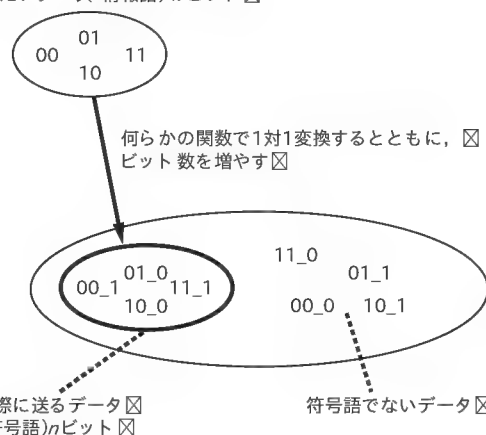 01
00 11
10
何らかの関数で1対1変換するとともに，
ビット数を増やす
11_0
01_0 01_1
00_1 11_1
10_0 00_0 10_1
際に送るデータ 符号語でないデータ
号語)nビット